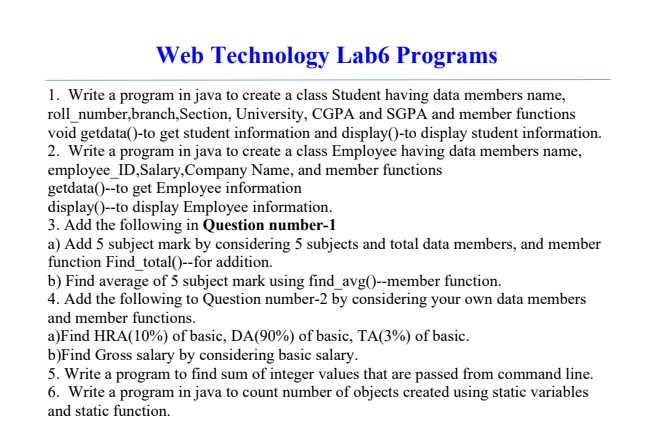 Web Technology Lab6 Programs
1. Write a program in java to create a class Student having data members name,
roll_number,branch,Section, University, CGPA and SGPA and member functions
void getdata()-to get student information and display()-to display student information.
2. Write a program in java to create a class Employee having data members name,
employee_ID,Salary,Company Name, and member functions
getdata()--to get Employee information
display()--to display Employee information.
3. Add the following in Question number-1
a) Add 5 subject mark by considering 5 subjects and total data members, and member
function Find_total()--for addition.
b) Find average of 5 subject mark using find_avg()--member function.
4. Add the following to Question number-2 by considering your own data members
and member functions.
a)Find HRA(10%) of basic, DA(90%) of basic, TA(3%) of basic.
b)Find Gross salary by considering basic salary.
5. Write a program to find sum of integer values that are passed from command line.
6. Write a program in java to count number of objects created using static variables
and static function.